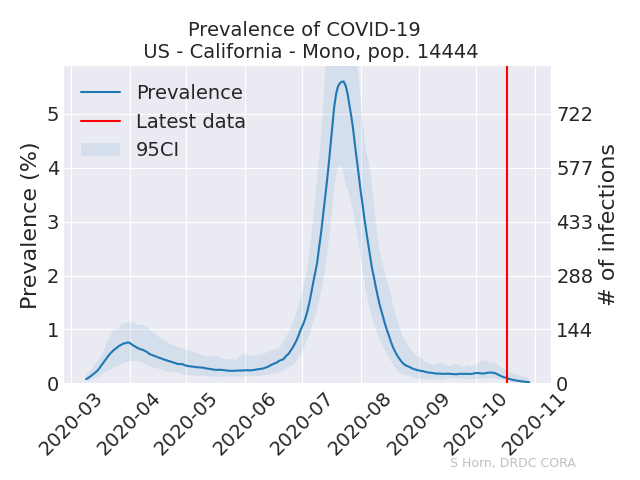 Prevalence of COVID-19
US - California - Mono, pop. 14444
Prevalence
Latest data
95CI
Prevalence (%)
5
4
3
2
1
0
722
577
433
288
144
0
# of infections
2020-03
2020-04
2020-05
2020-06
2020-07
2020-08
2020-09
2020-10
2020-11
S Horn, DRDC CORA